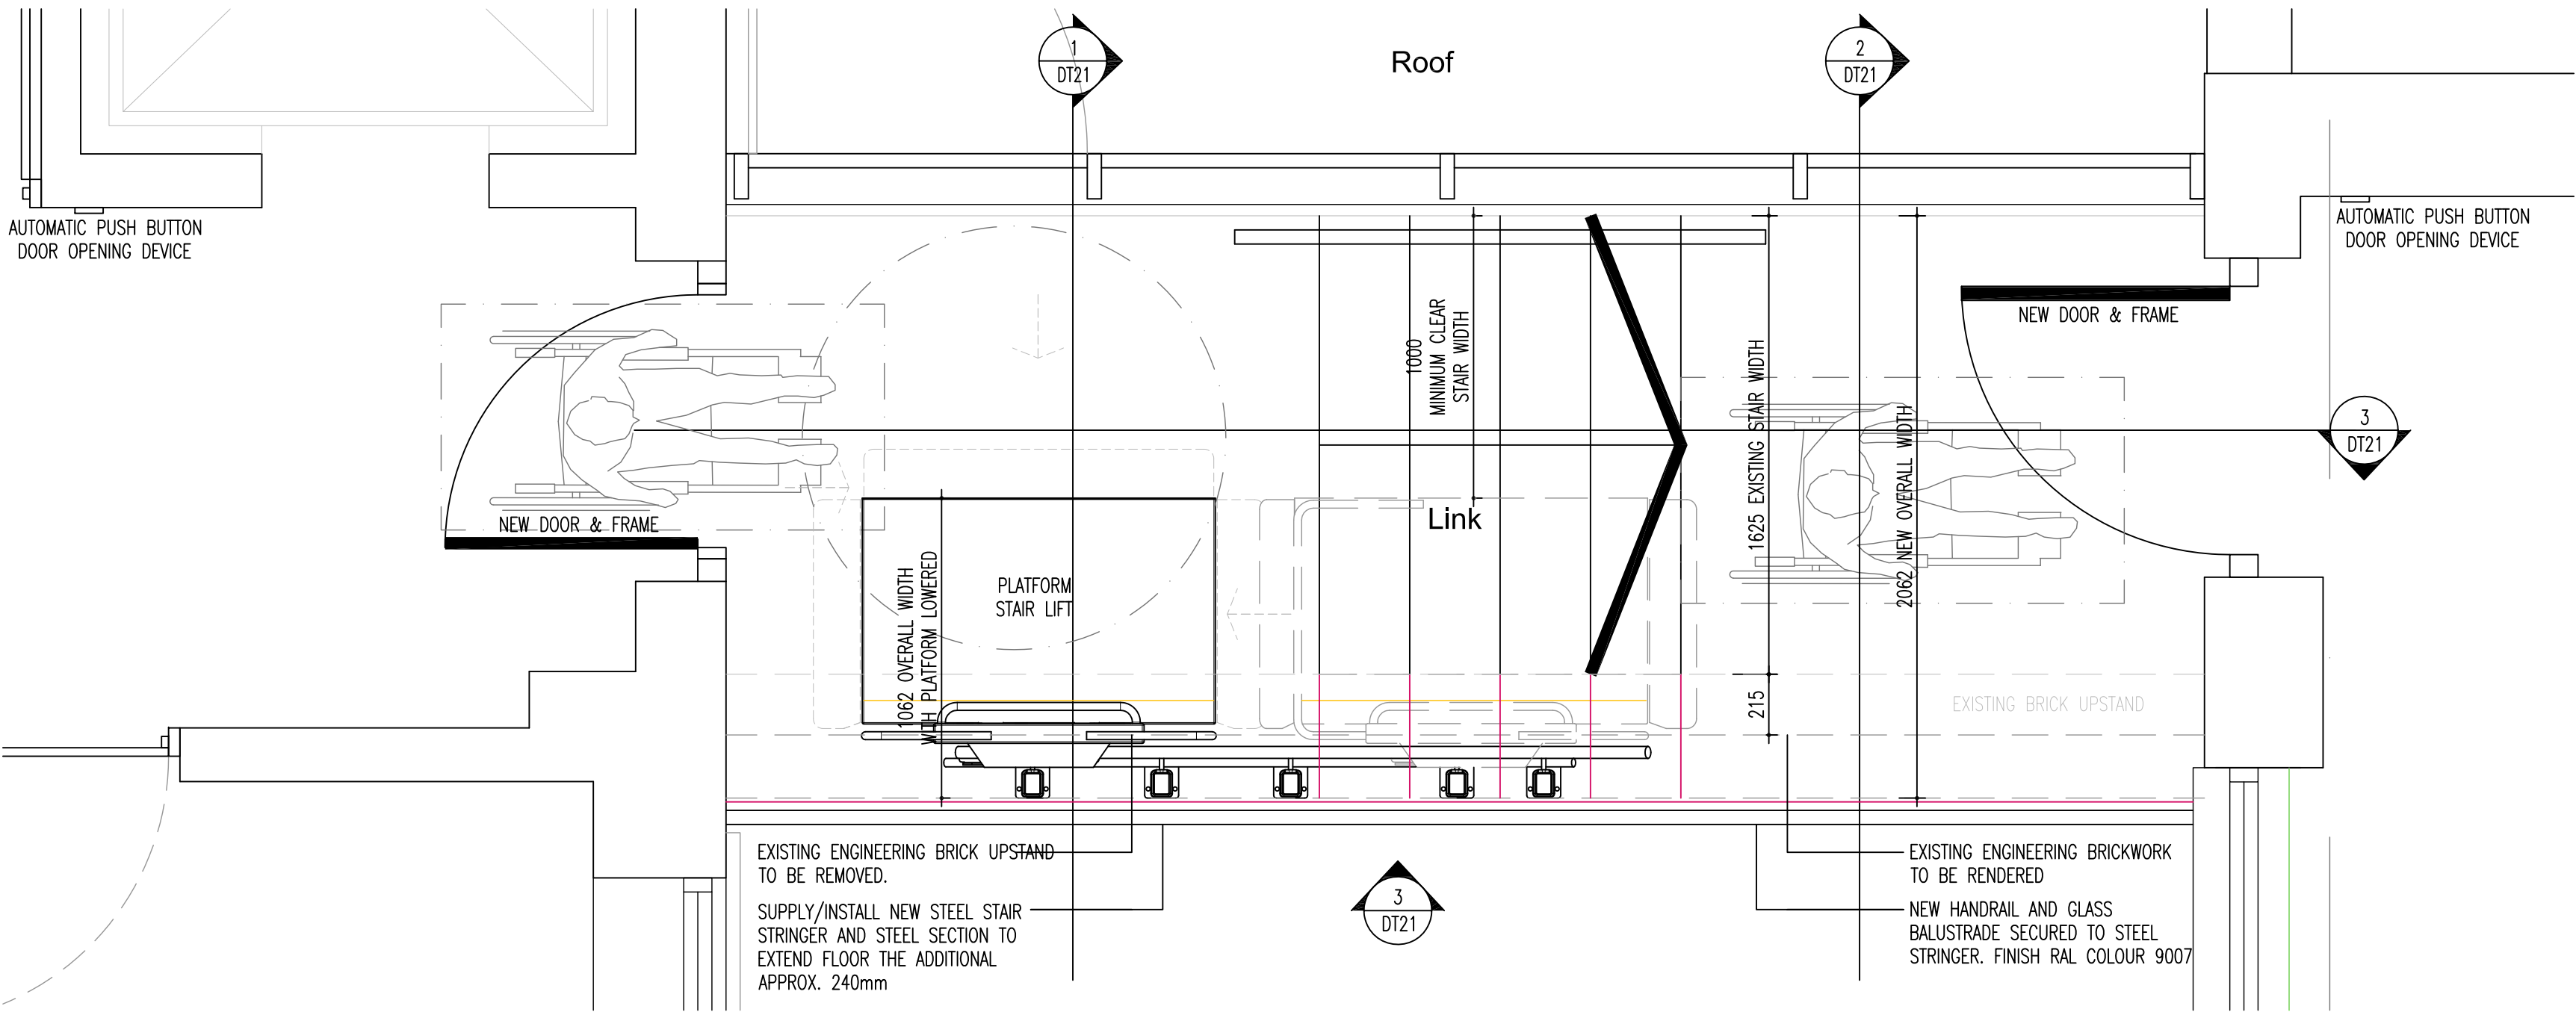 1
DT21
Roof
2
DT21
AUTOMATIC PUSH BUTTON
DOOR OPENING DEVICE
AUTOMATIC PUSH BUTTON
DOOR OPENING DEVICE
NEW DOOR & FRAME
1000
MINIMUM CLEAR
STAIR WIDTH
1625 EXISTING STAIR WIDTH
2062 NEW OVERALL WIDTH
3
DT21
NEW DOOR & FRAME
Link
1062 OVERALL WIDTH
WITH PLATFORM LOWERED
PLATFORM
STAIR LIFT
215
EXISTING BRICK UPSTAND
EXISTING ENGINEERING BRICK UPSTAND
TO BE REMOVED.
SUPPLY/INSTALL NEW STEEL STAIR
STRINGER AND STEEL SECTION TO
EXTEND FLOOR THE ADDITIONAL
APPROX. 240mm
3
DT21
EXISTING ENGINEERING BRICKWORK
TO BE RENDERED
NEW HANDRAIL AND GLASS
BALUSTRADE SECURED TO STEEL
STRINGER. FINISH RAL COLOUR 9007